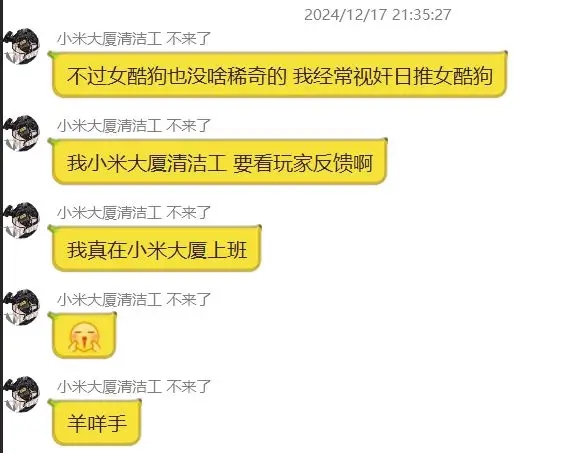 2024/12/17 21:35:27
小米大厦清洁工 不来了
不过女酷狗也没啥稀奇的 我经常视奸日推女酷狗
小米大厦清洁工 不来了
我小米大厦清洁工 要看玩家反馈啊
小米大厦清洁工 不来了
我真在小米大厦上班
小米大厦清洁工 不来了
小米大厦清洁工 不来了
羊咩手